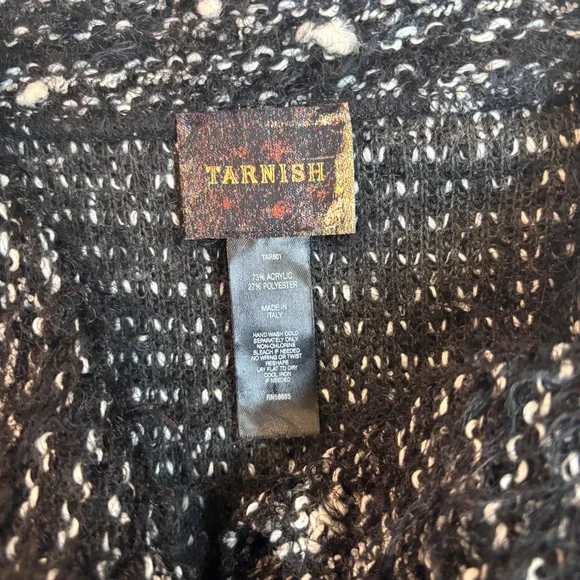 TARNISH
TAR801
73% ACRYLIC
27% POLYESTER
MADE IN
ITALY
HAND WASH COLD
SEPARATELY ONLY
NON-CHLORINE
BLEACH IF NEEDED
NO WRING OR TWIST
RESHAPE
LAY FLAT TO DRY
COOL IRON
IF NEEDED
RN58665